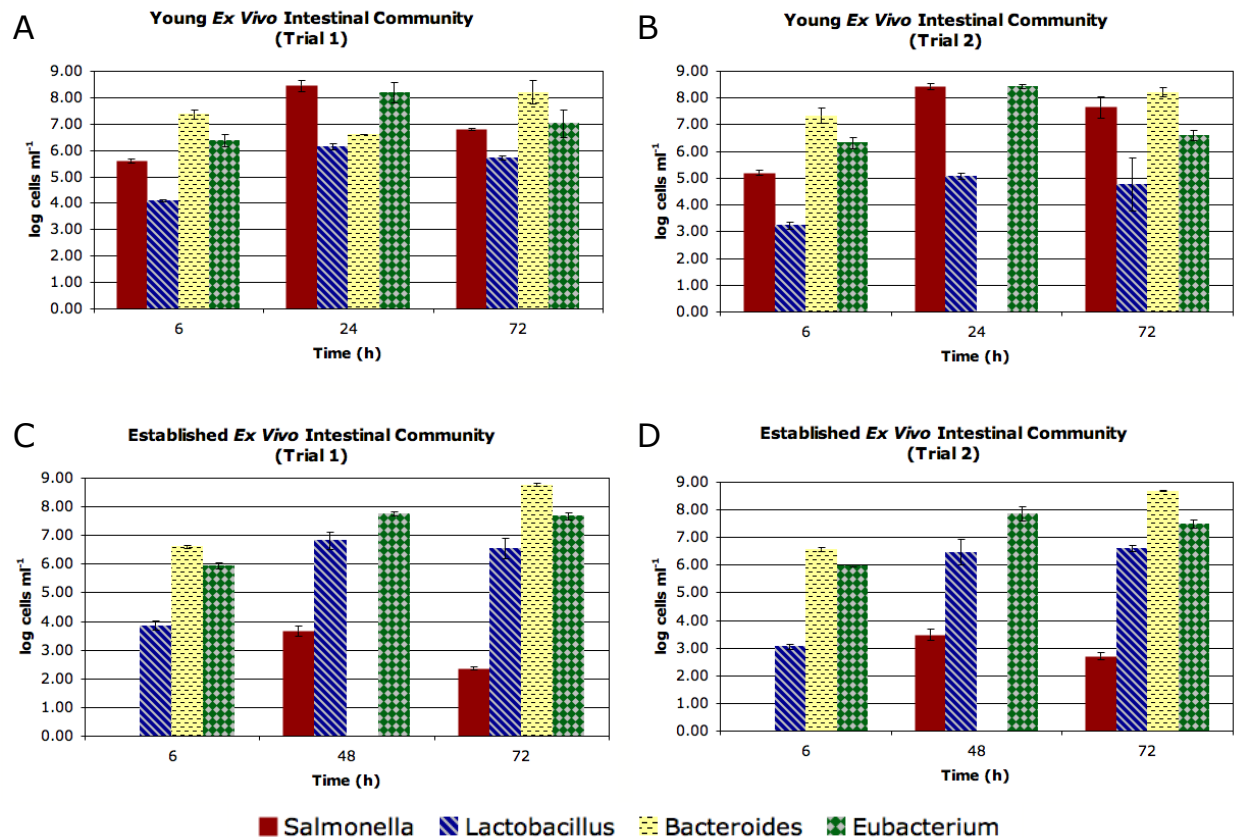 A
Young Ex Vivo Intestinal Community
(Trial 1)
9.00
8.00
7.00
6.00
5.00
4.00
3.00
2.00
1.00
0.00
log cells ml⁻¹
6
24
72
Time (h)
B
Young Ex Vivo Intestinal Community
(Trial 2)
9.00
8.00
7.00
6.00
5.00
4.00
3.00
2.00
1.00
0.00
log cells ml⁻¹
6
24
72
Time (h)
C
Established Ex Vivo Intestinal Community
(Trial 1)
9.00
8.00
7.00
6.00
5.00
4.00
3.00
2.00
1.00
0.00
log cells ml⁻¹
6
48
72
Time (h)
D
Established Ex Vivo Intestinal Community
(Trial 2)
9.00
8.00
7.00
6.00
5.00
4.00
3.00
2.00
1.00
0.00
log cells ml⁻¹
6
48
72
Time (h)
Salmonella Lactobacillus Bacteroides Eubacterium